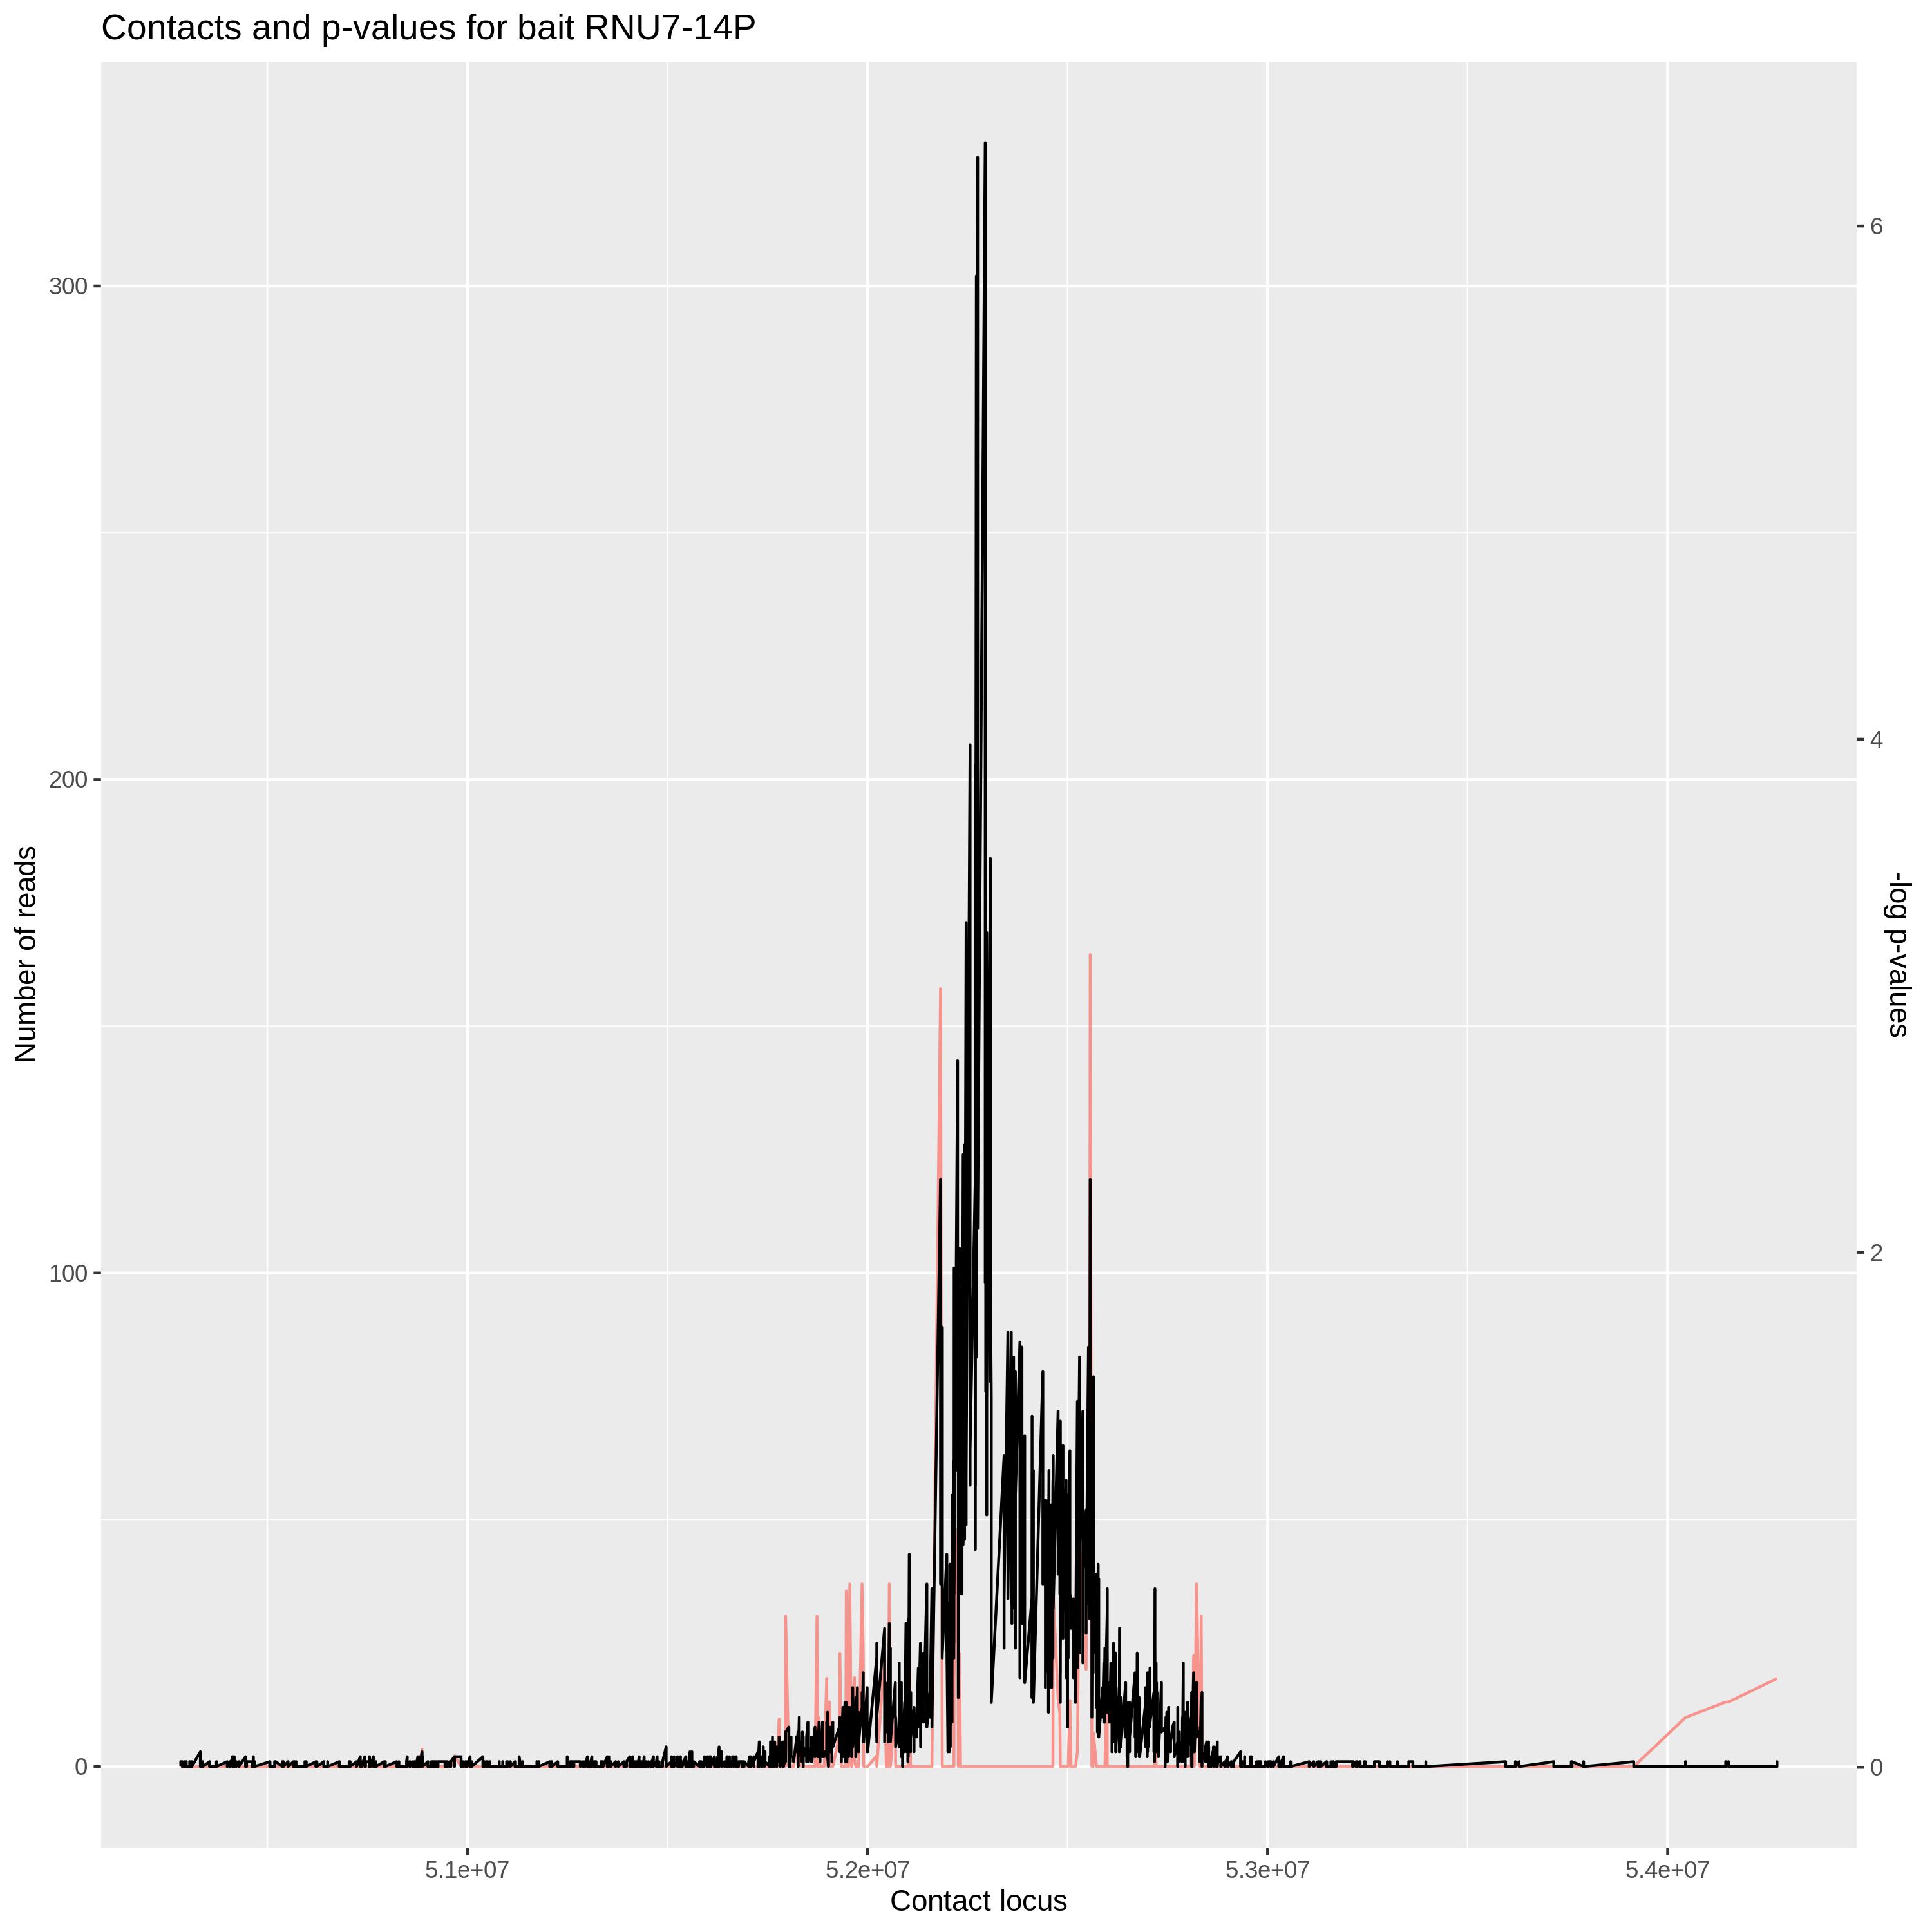 Contacts and p-values for bait RNU7-14P
300
200
100
0
Number of reads
6
4
2
0
-log p-values
5.1e+07
5.2e+07
5.3e+07
5.4e+07
Contact locus